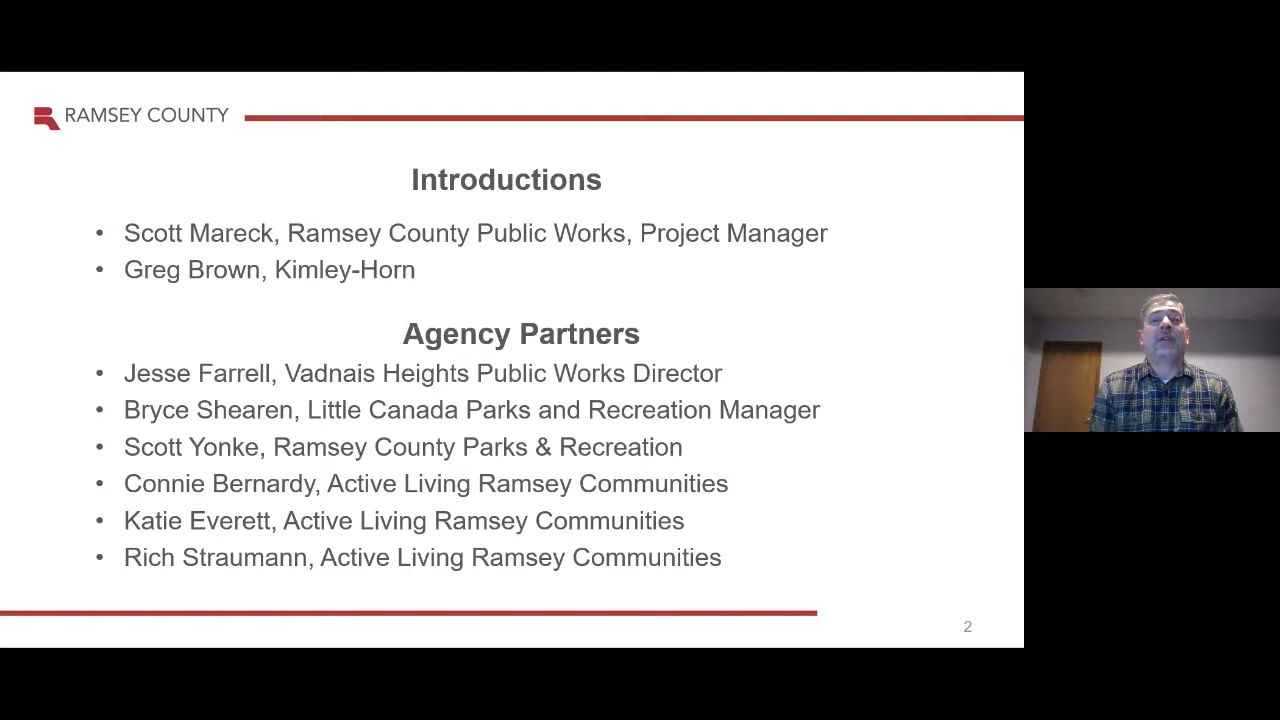 RAMSEY COUNTY
Introductions
• Scott Mareck, Ramsey County Public Works, Project Manager
• Greg Brown, Kimley-Horn
Agency Partners
• Jesse Farrell, Vadnais Heights Public Works Director
• Bryce Shearen, Little Canada Parks and Recreation Manager
• Scott Yonke, Ramsey County Parks & Recreation
• Connie Bernardy, Active Living Ramsey Communities
• Katie Everett, Active Living Ramsey Communities
• Rich Straumann, Active Living Ramsey Communities
2